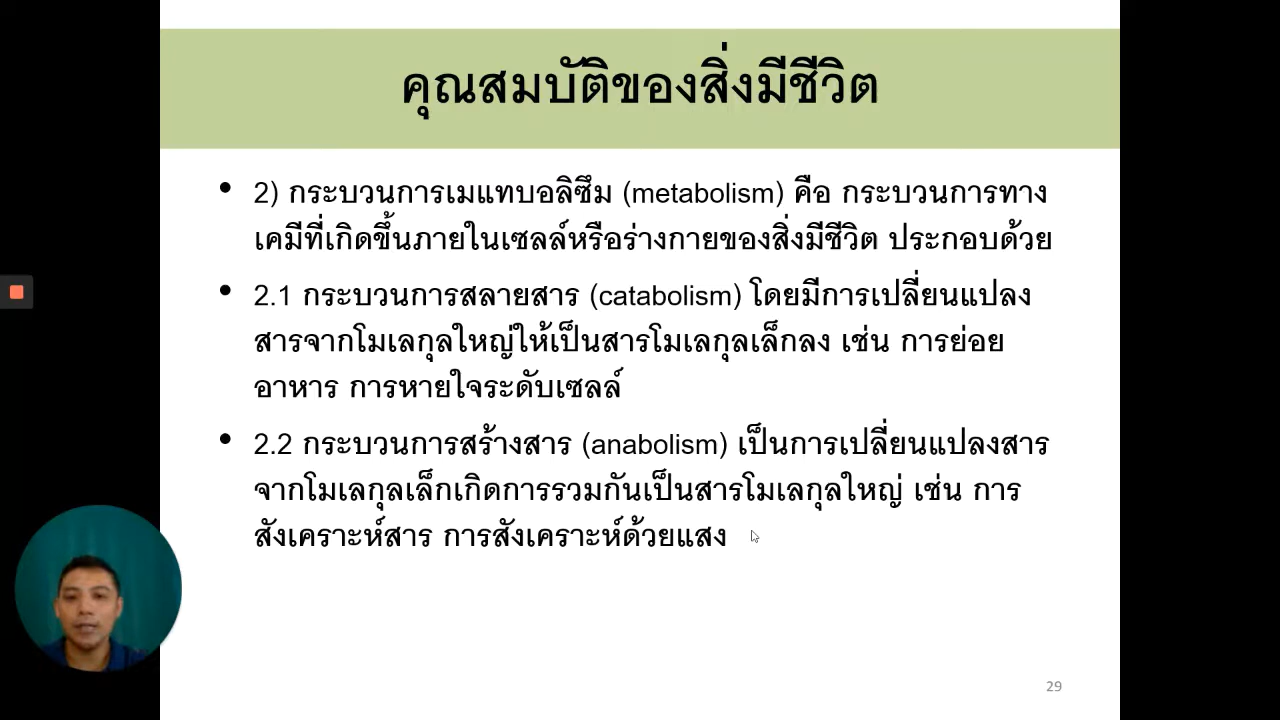 คุณสมบัติของสิ่งมีชีวิต
• 2) กระบวนการเมแทบอลิซึม (metabolism) คือ กระบวนการทาง
เคมีที่เกิดขึ้นภายในเซลล์หรือร่างกายของสิ่งมีชีวิต ประกอบด้วย
• 2.1 กระบวนการสลายสาร (catabolism) โดยมีการเปลี่ยนแปลง
สารจากโมเลกุลใหญ่ให้เป็นสารโมเลกุลเล็กลง เช่น การย่อย
อาหาร การหายใจระดับเซลล์
• 2.2 กระบวนการสร้างสาร (anabolism) เป็นการเปลี่ยนแปลงสาร
จากโมเลกุลเล็กเกิดการรวมกันเป็นสารโมเลกุลใหญ่ เช่น การ
สังเคราะห์สาร การสังเคราะห์ด้วยแสง
29